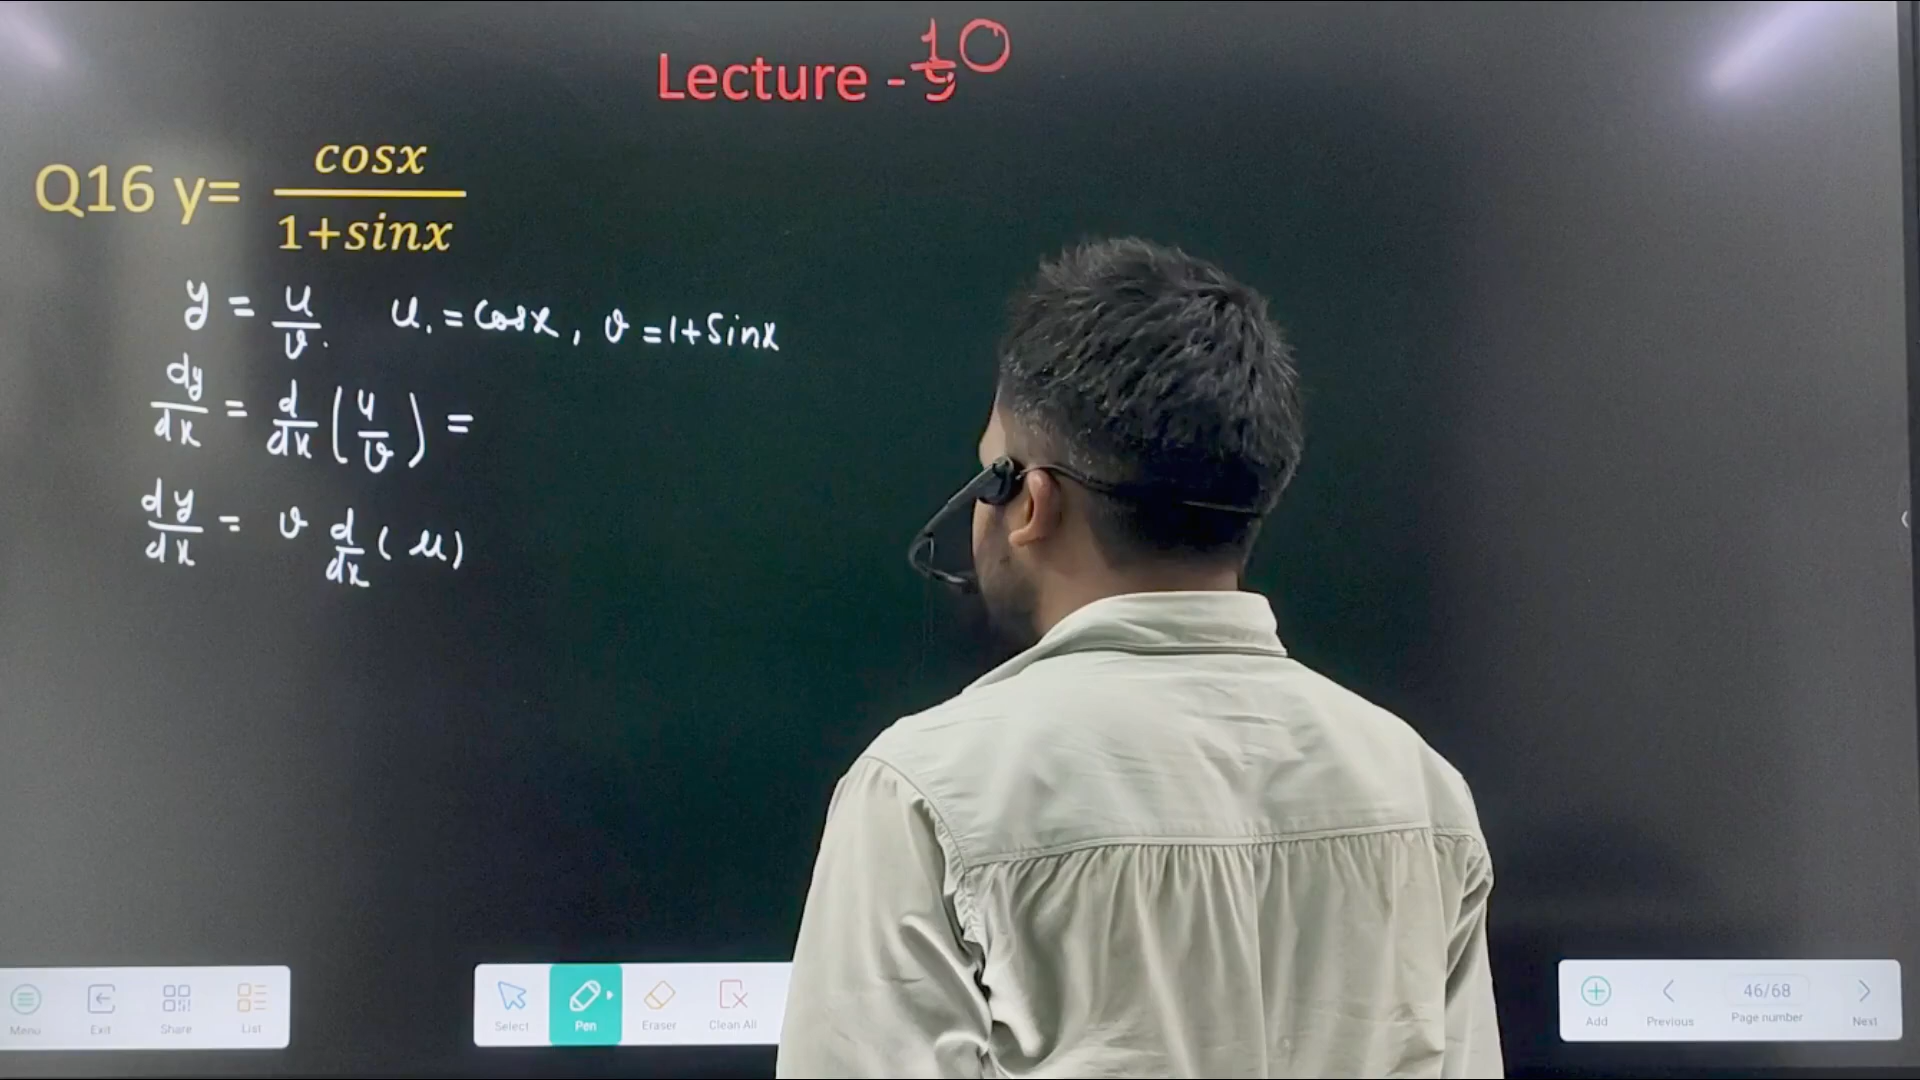 Lecture - 10
Q16 y= cosx / 1+sinx
y = u/v. u. = cosx, v = 1+Sinx
dy/dx = d/dx (u/v) =
dy/dx = v d/dx (u)
Menu Exit Share List
Select Pen Eraser Clean All
Add Previous 46/68 Page number Next